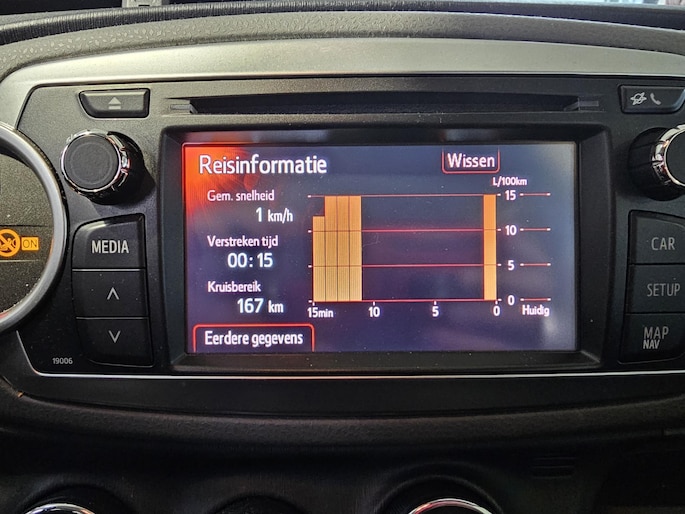 Reisinformatie
Wissen
Gem. snelheid
1 km/h
Verstreken tijd
00:15
Kruisbereik
167 km
L/100km
15
10
5
0
15min 10 5 0 Huidig
Eerdere gegevens
MEDIA
19006
ON
CAR
SETUP
MAP
NAV